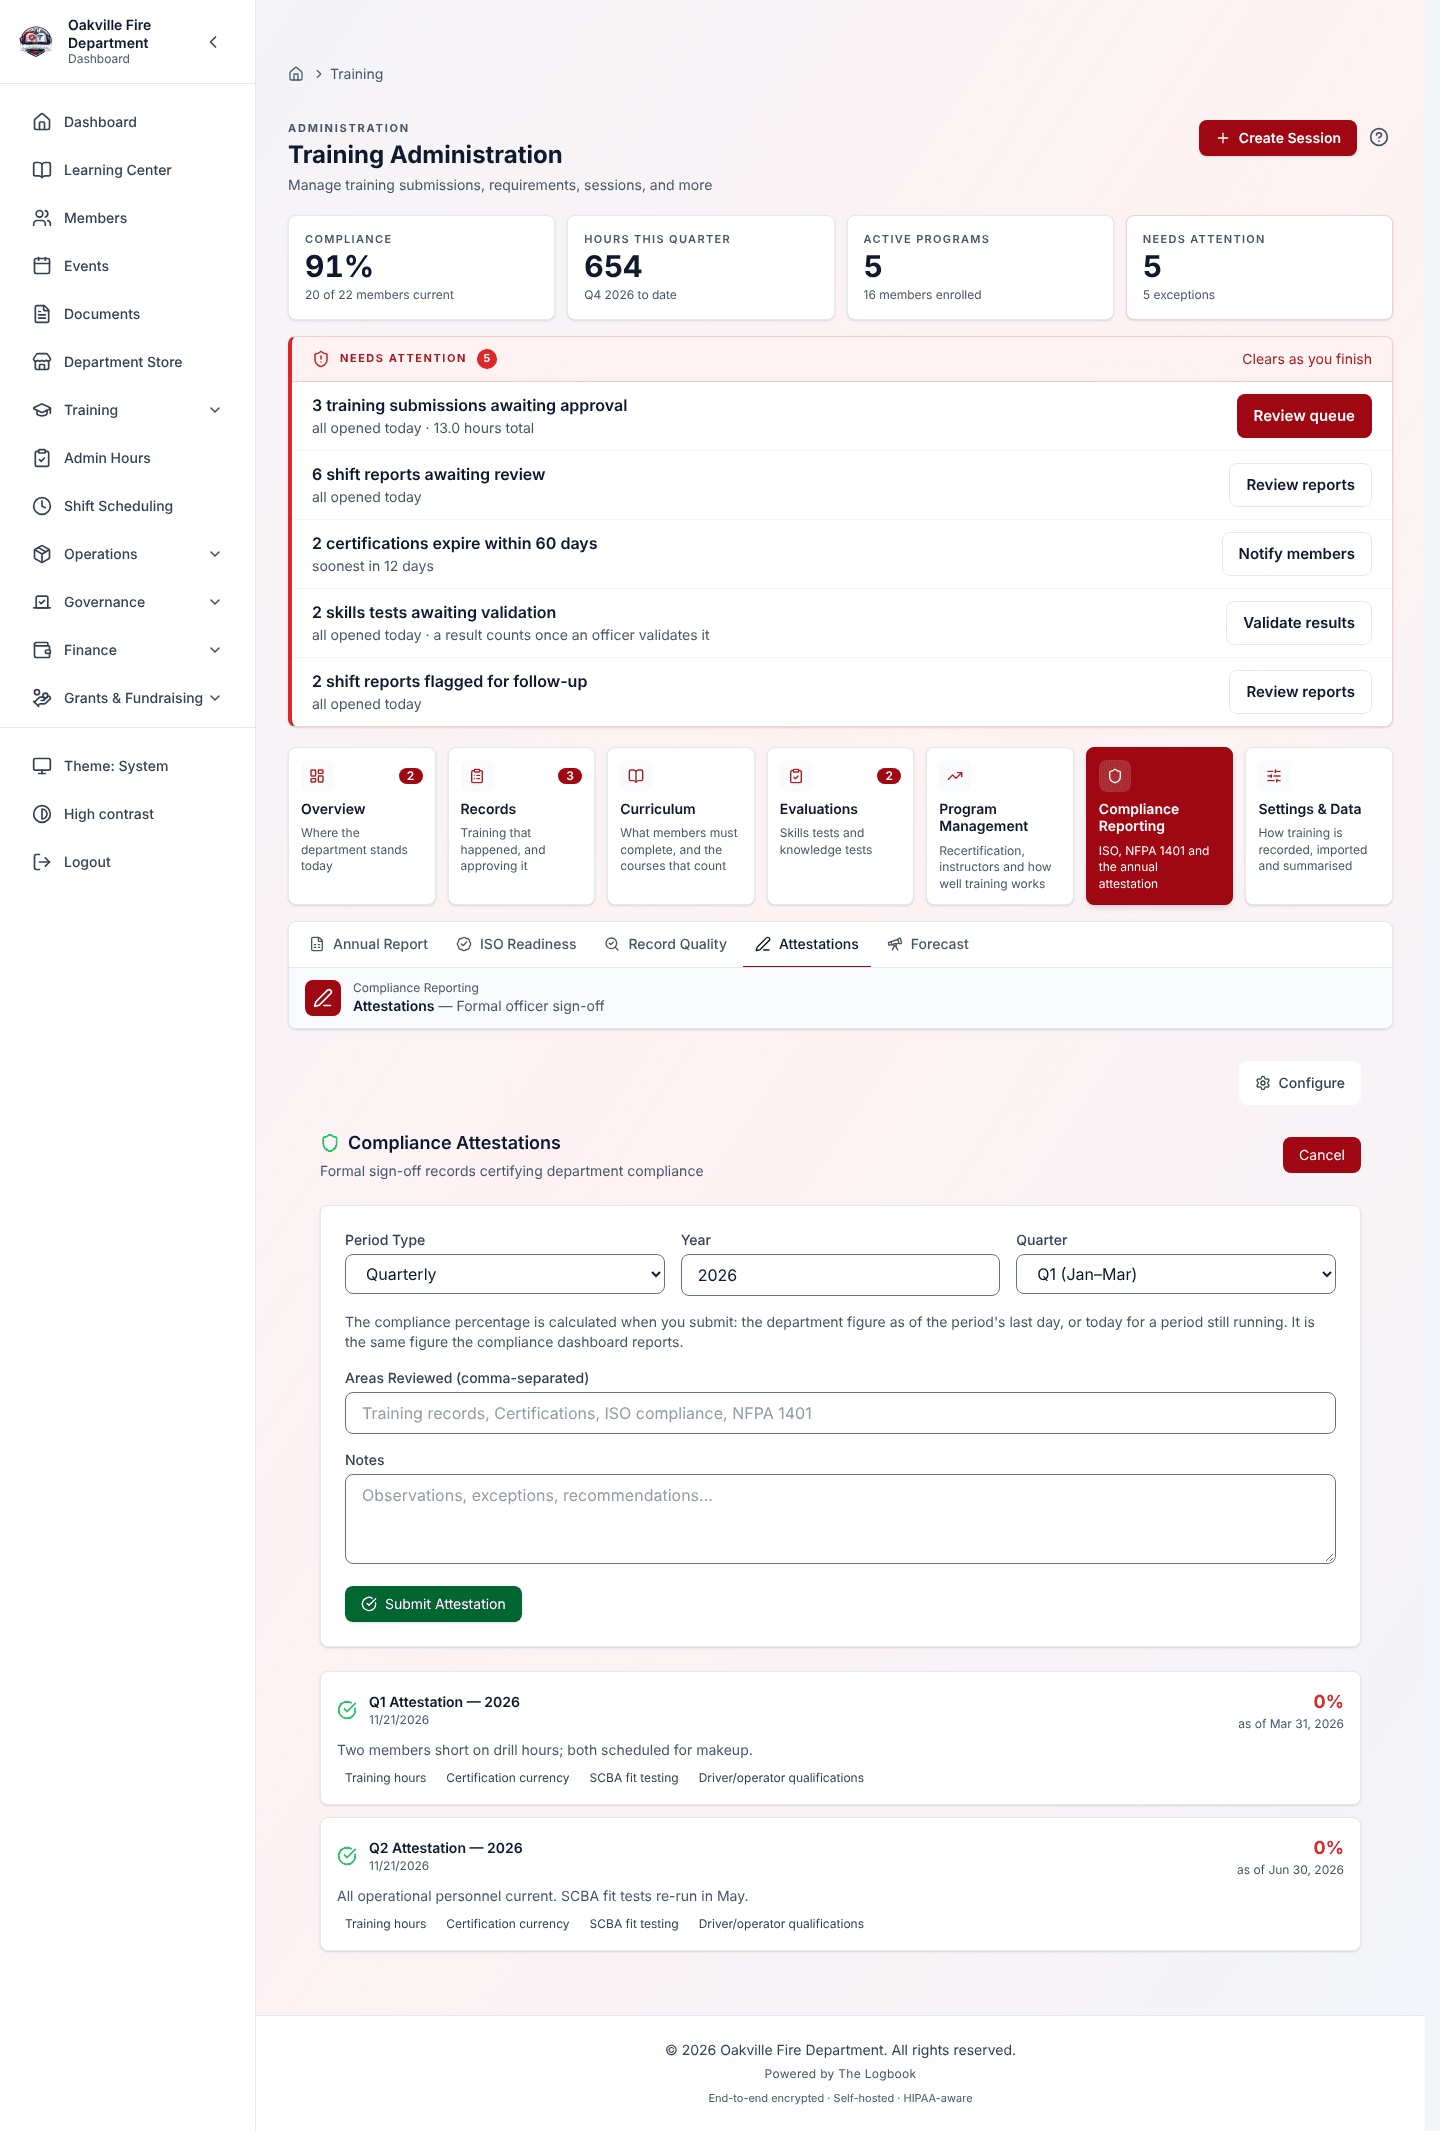 Oakville Fire
Department
Dashboard
Dashboard
Learning Center
Members
Events
Documents
Department Store
Training
Admin Hours
Shift Scheduling
Operations
Governance
Finance
Grants & Fundraising
Theme: System
High contrast
Logout
Training
ADMINISTRATION
Training Administration
Manage training submissions, requirements, sessions, and more
Create Session
COMPLIANCE
91%
20 of 22 members current
HOURS THIS QUARTER
654
Q4 2026 to date
ACTIVE PROGRAMS
5
16 members enrolled
NEEDS ATTENTION
5
5 exceptions
NEEDS ATTENTION 5
Clears as you finish
3 training submissions awaiting approval
all opened today · 13.0 hours total
Review queue
6 shift reports awaiting review
all opened today
Review reports
2 certifications expire within 60 days
soonest in 12 days
Notify members
2 skills tests awaiting validation
all opened today · a result counts once an officer validates it
Validate results
2 shift reports flagged for follow-up
all opened today
Review reports
2
Overview
Where the
department stands
today
3
Records
Training that
happened, and
approving it
Curriculum
What members must
complete, and the
courses that count
2
Evaluations
Skills tests and
knowledge tests
Program
Management
Recertification,
instructors and how
well training works
Compliance
Reporting
ISO, NFPA 1401 and
the annual
attestation
Settings & Data
How training is
recorded, imported
and summarised
Annual Report
ISO Readiness
Record Quality
Attestations
Forecast
Compliance Reporting
Attestations — Formal officer sign-off
Configure
Compliance Attestations
Formal sign-off records certifying department compliance
Cancel
Period Type
Quarterly
Year
2026
Quarter
Q1 (Jan–Mar)
The compliance percentage is calculated when you submit: the department figure as of the period's last day, or today for a period still running. It is
the same figure the compliance dashboard reports.
Areas Reviewed (comma-separated)
Training records, Certifications, ISO compliance, NFPA 1401
Notes
Observations, exceptions, recommendations...
Submit Attestation
Q1 Attestation — 2026
11/21/2026
0%
as of Mar 31, 2026
Two members short on drill hours; both scheduled for makeup.
Training hours Certification currency SCBA fit testing Driver/operator qualifications
Q2 Attestation — 2026
11/21/2026
0%
as of Jun 30, 2026
All operational personnel current. SCBA fit tests re-run in May.
Training hours Certification currency SCBA fit testing Driver/operator qualifications
© 2026 Oakville Fire Department. All rights reserved.
Powered by The Logbook
End-to-end encrypted · Self-hosted · HIPAA-aware